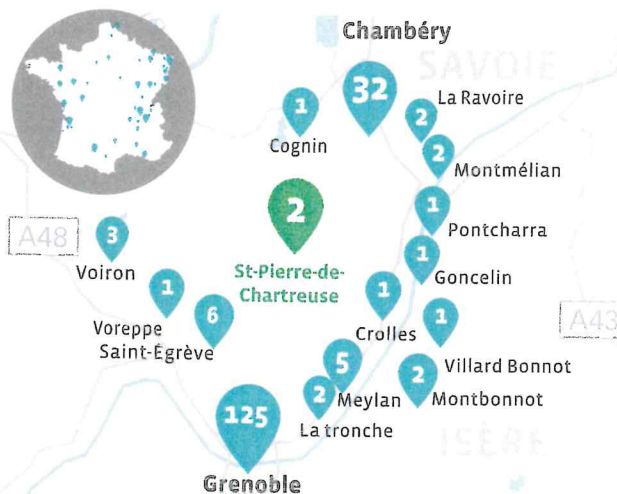 Chambéry
SAVOIE
32
1
Cognin
2
La Ravoire
2
Montmélian
2
St-Pierre-de-
Chartreuse
1
Pontcharra
A48
3
Voiron
1
Goncelin
1
Voreppe
6
Saint-Égrève
1
Crolles
1
Villard Bonnot
A43
5
Meylan
2
La tronche
2
Montbonnot
125
Grenoble
ISÈRE